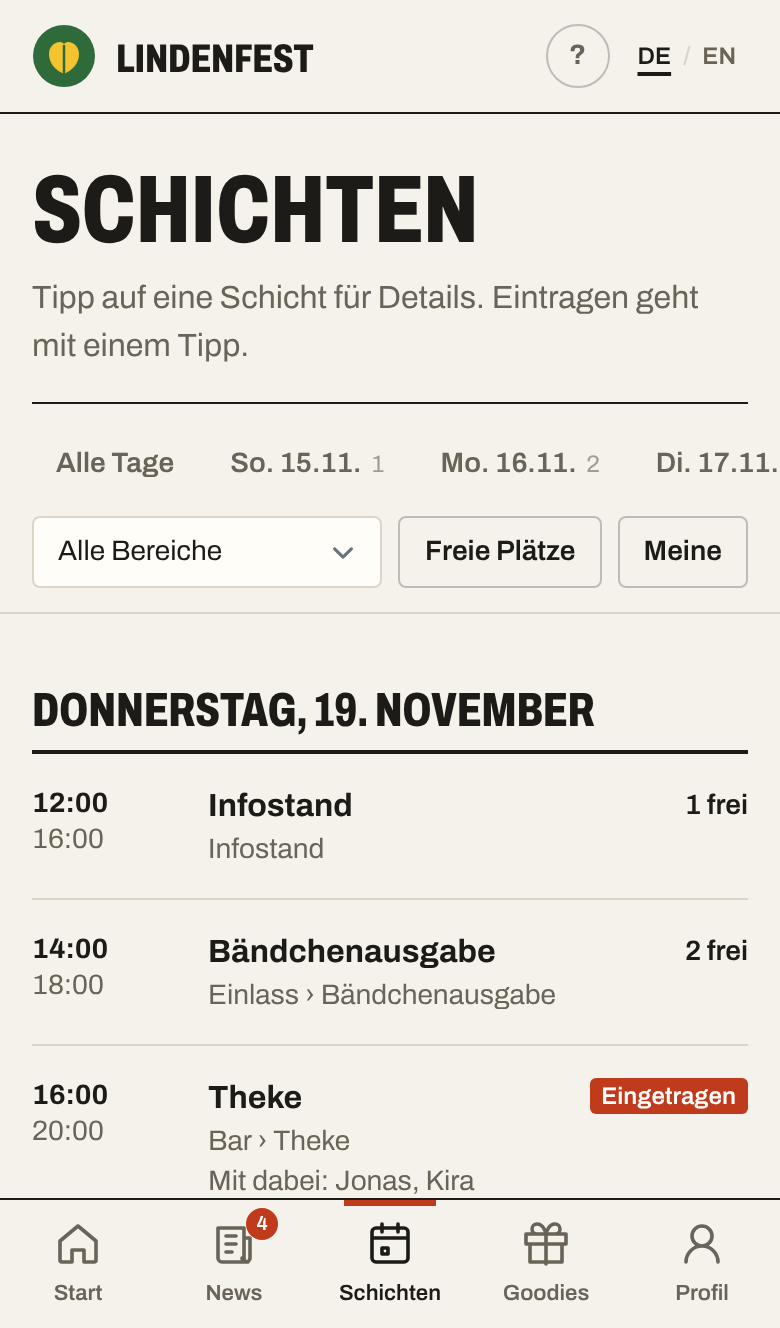 LINDENFEST
?
DE / EN
SCHICHTEN
Tipp auf eine Schicht für Details. Eintragen geht
mit einem Tipp.
Alle Tage So. 15.11. 1 Mo. 16.11. 2 Di. 17.11.
Alle Bereiche Freie Plätze Meine
DONNERSTAG, 19. NOVEMBER
12:00 Infostand 1 frei
16:00 Infostand
14:00 Bändchenausgabe 2 frei
18:00 Einlass › Bändchenausgabe
16:00 Theke Eingetragen
20:00 Bar › Theke
Mit dabei: Jonas, Kira
4
Start News Schichten Goodies Profil